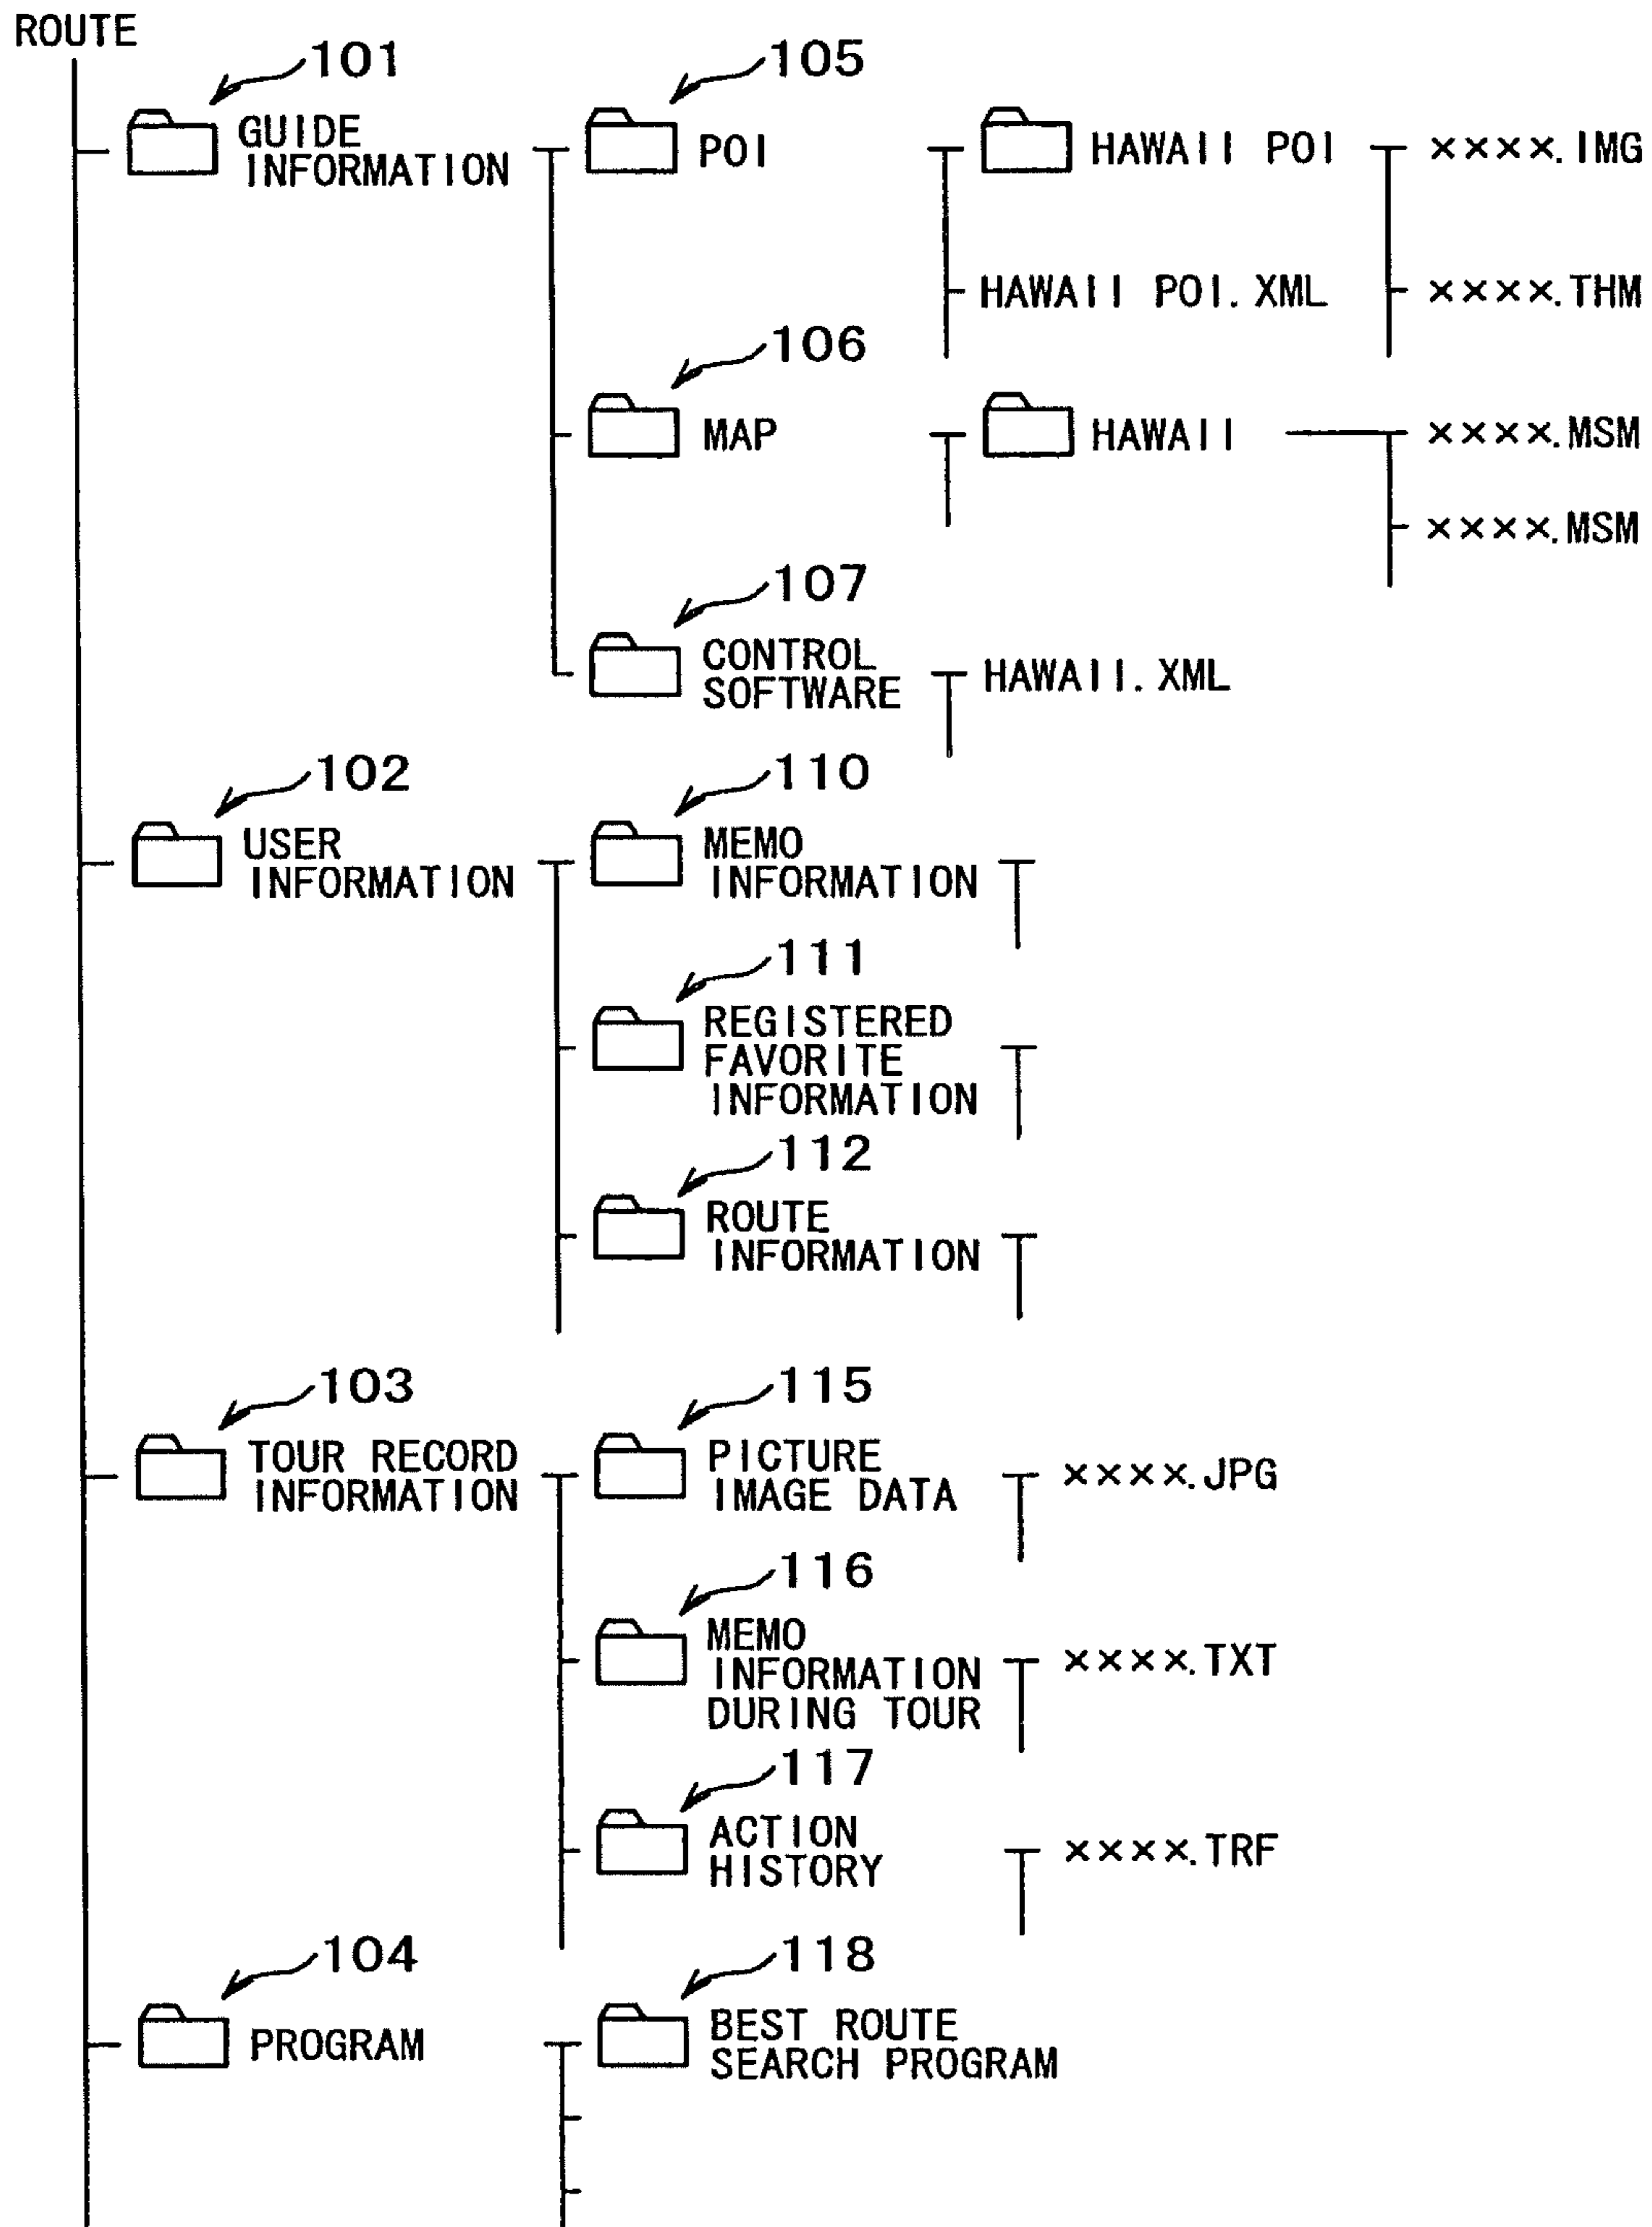 ROUTE
101
GUIDE
INFORMATION
105
POI
HAWAII POI
××××.IMG
HAWAII POI.XML
××××.THM
106
MAP
HAWAII
××××.MSM
××××.MSM
107
CONTROL
SOFTWARE
HAWAII.XML
102
USER
INFORMATION
110
MEMO
INFORMATION
111
REGISTERED
FAVORITE
INFORMATION
112
ROUTE
INFORMATION
103
TOUR RECORD
INFORMATION
115
PICTURE
IMAGE DATA
××××.JPG
116
MEMO
INFORMATION
DURING TOUR
××××.TXT
117
ACTION
HISTORY
××××.TRF
104
PROGRAM
118
BEST ROUTE
SEARCH PROGRAM